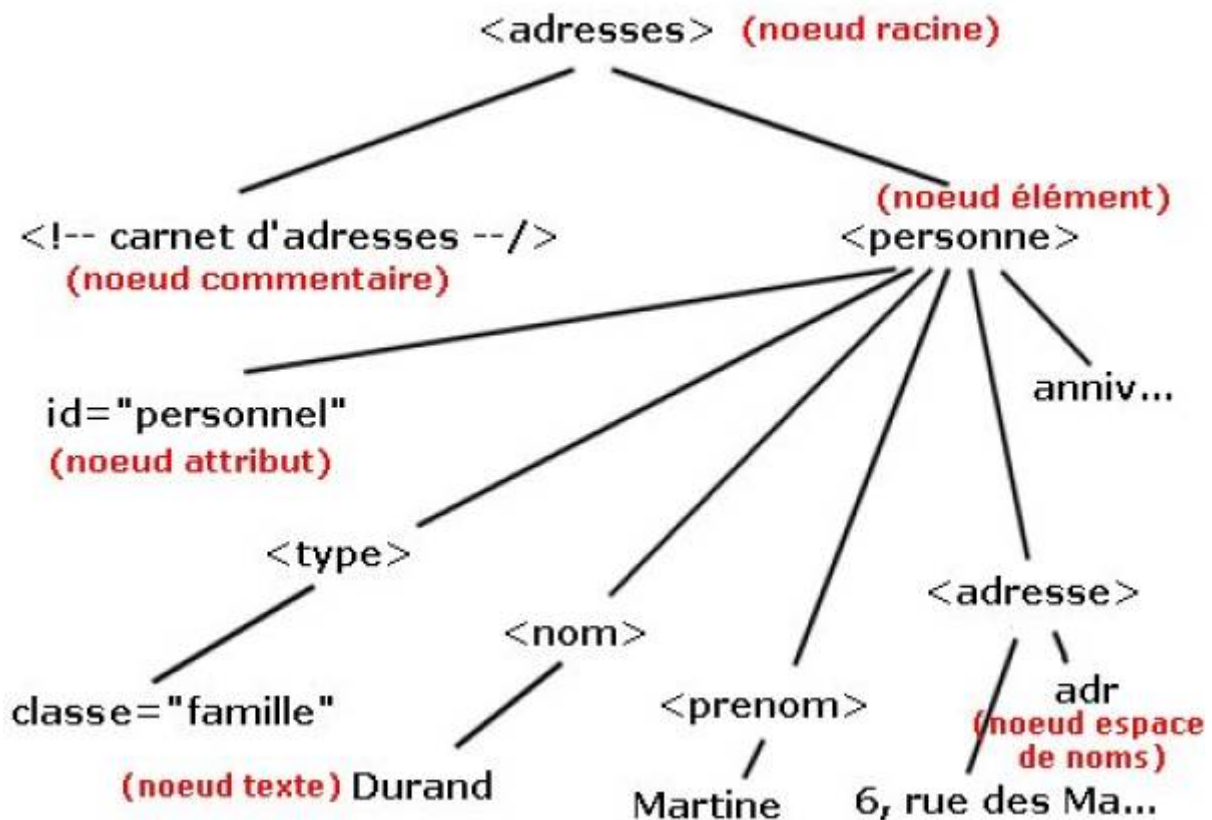 <adresses> (noeud racine)
(noeud élément)
<!-- carnet d'adresses --/> <personne>
(noeud commentaire)
anniv...
id="personnel"
(noeud attribut)
<type>
<adresse>
<nom>
adr
classe="famille" <prenom>
(noeud espace
de noms)
(noeud texte) Durand
Martine 6, rue des Ma...